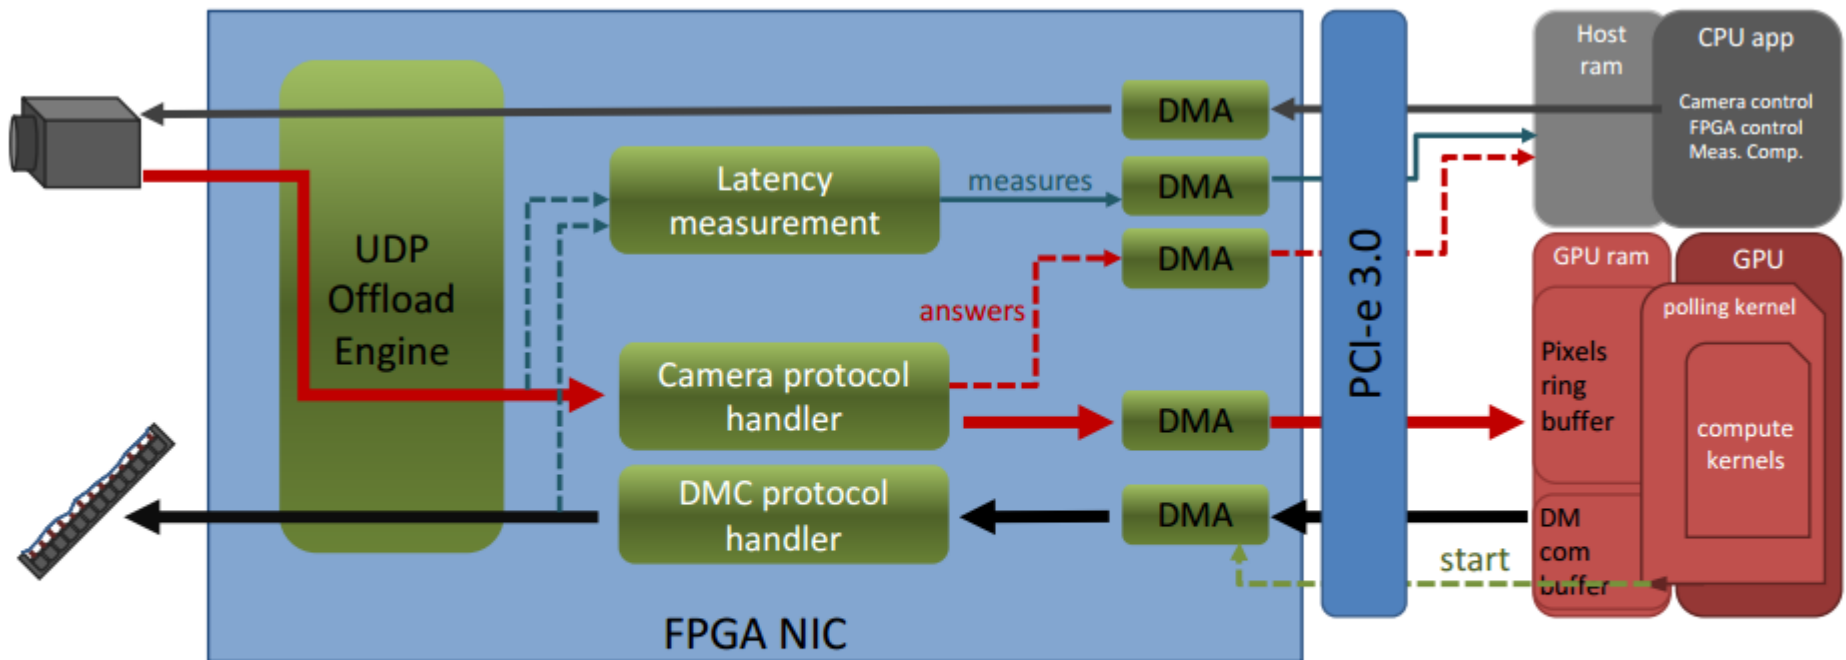 Host
ram
CPU app
Camera control
FPGA control
Meas. Comp.
DMA
Latency
measurement
measures
DMA
DMA
UDP
Offload
Engine
answers
Camera protocol
handler
DMA
DMC protocol
handler
DMA
FPGA NIC
PCI-e 3.0
GPU ram
GPU
polling kernel
Pixels
ring
buffer
compute
kernels
DM
com
buffer
start